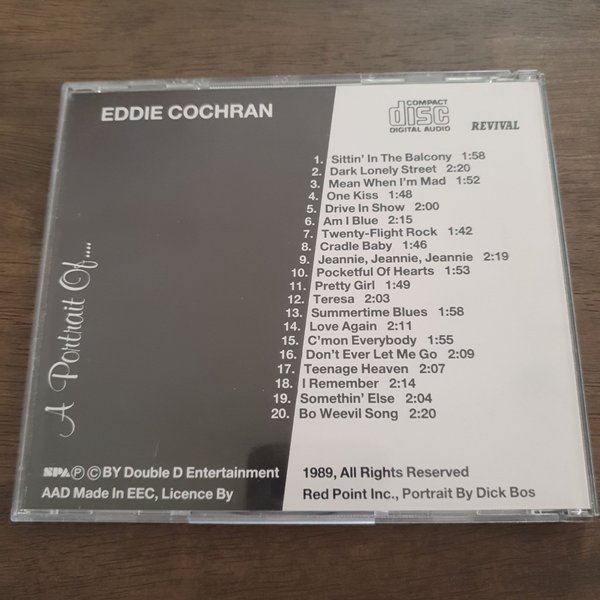 EDDIE COCHRAN
COMPACT
disc
DIGITAL AUDIO
REVIVAL
A Portrait Of....
1. Sittin' In The Balcony 1:58
2. Dark Lonely Street 2:20
3. Mean When I'm Mad 1:52
4. One Kiss 1:48
5. Drive In Show 2:00
6. Am I Blue 2:15
7. Twenty-Flight Rock 1:42
8. Cradle Baby 1:46
9. Jeannie, Jeannie, Jeannie 2:19
10. Pocketful Of Hearts 1:53
11. Pretty Girl 1:49
12. Teresa 2:03
13. Summertime Blues 1:58
14. Love Again 2:11
15. C'mon Everybody 1:55
16. Don't Ever Let Me Go 2:09
17. Teenage Heaven 2:07
18. I Remember 2:14
19. Somethin' Else 2:04
20. Bo Weevil Song 2:20
SPA Ⓟ © BY Double D Entertainment 1989, All Rights Reserved
AAD Made In EEC, Licence By Red Point Inc., Portrait By Dick Bos